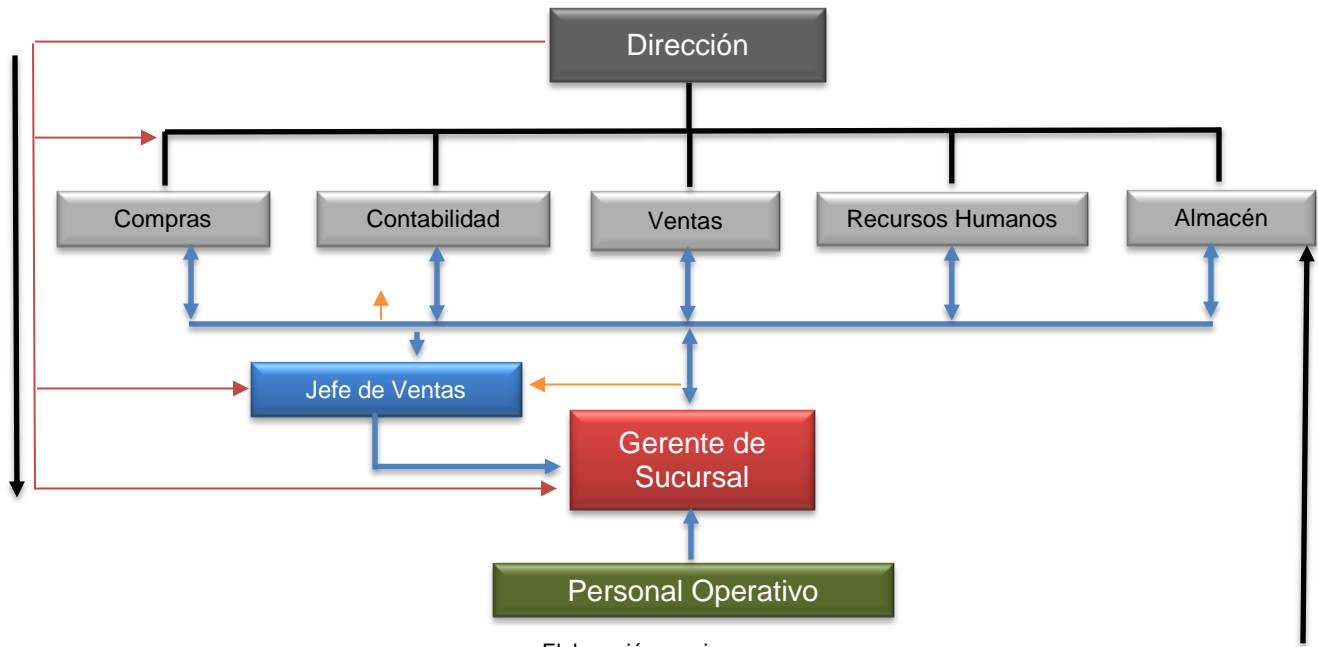 Dirección
Compras
Contabilidad
Ventas
Recursos Humanos
Almacén
Jefe de Ventas
Gerente de
Sucursal
Personal Operativo